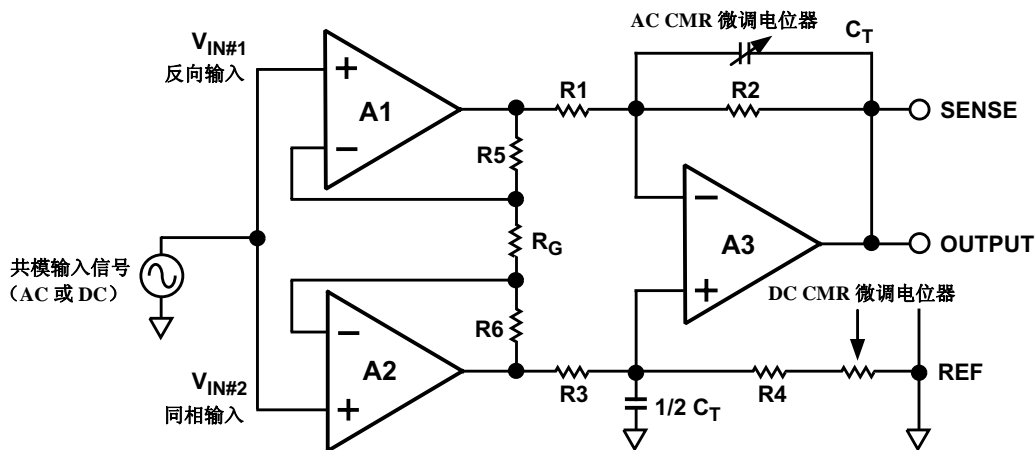 AC CMR 微调电位器
C_T
V_IN#1
反向输入
A1
R1
R2
SENSE
R5
R_G
A3
OUTPUT
共模输入信号
（AC 或 DC）
DC CMR 微调电位器
R6
A2
V_IN#2
同相输入
R3
1/2 C_T
R4
REF